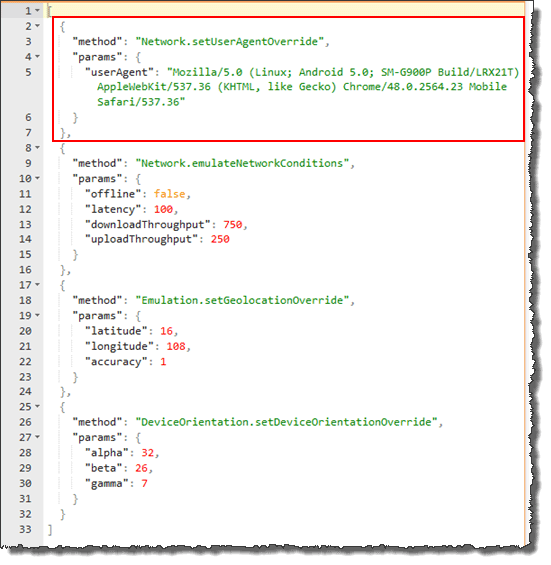 1 [
2 {
3 "method": "Network.setUserAgentOverride",
4 "params": {
5 "userAgent": "Mozilla/5.0 (Linux; Android 5.0; SM-G900P Build/LRX21T)
AppleWebKit/537.36 (KHTML, like Gecko) Chrome/48.0.2564.23 Mobile
Safari/537.36"
6 }
7 },
8 {
9 "method": "Network.emulateNetworkConditions",
10 "params": {
11 "offline": false,
12 "latency": 100,
13 "downloadThroughput": 750,
14 "uploadThroughput": 250
15 }
16 },
17 {
18 "method": "Emulation.setGeolocationOverride",
19 "params": {
20 "latitude": 16,
21 "longitude": 108,
22 "accuracy": 1
23 }
24 },
25 {
26 "method": "DeviceOrientation.setDeviceOrientationOverride",
27 "params": {
28 "alpha": 32,
29 "beta": 26,
30 "gamma": 7
31 }
32 }
33 ]